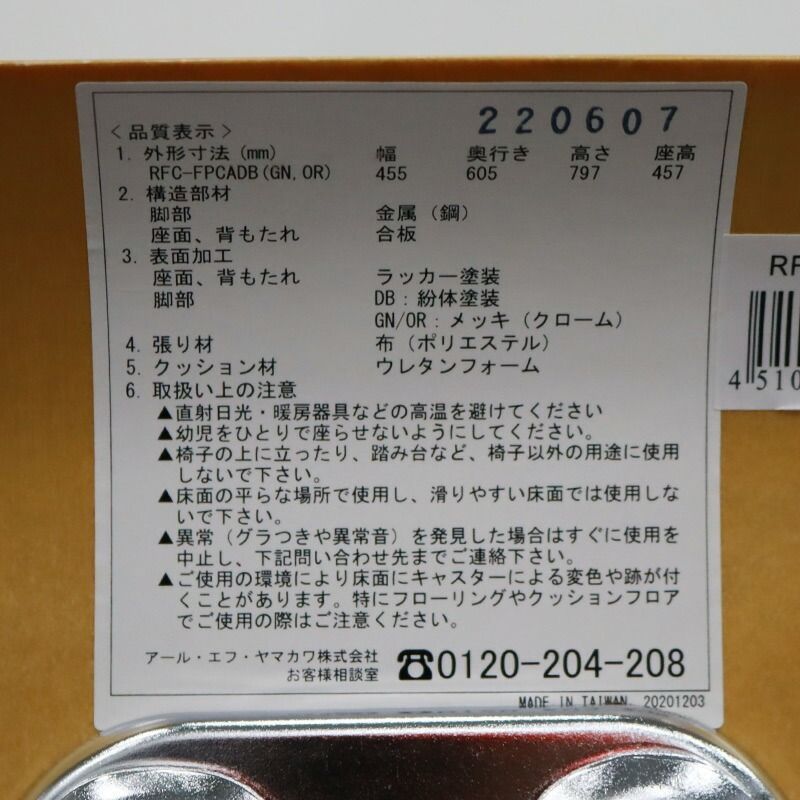 220607
<品質表示>
1. 外形寸法(mm) 幅 奥行き 高さ 座高
RFC-FPCADB(GN,OR) 455 605 797 457
2. 構造部材
脚部 金属(鋼)
座面、背もたれ 合板
3. 表面加工
座面、背もたれ ラッカー塗装
脚部 DB:紛体塗装
GN/OR:メッキ(クローム)
4. 張り材 布(ポリエステル)
5. クッション材 ウレタンフォーム
6. 取扱い上の注意
▲直射日光・暖房器具などの高温を避けてください
▲幼児をひとりで座らせないようにしてください。
▲椅子の上に立ったり、踏み台など、椅子以外の用途に使用
しないで下さい。
▲床面の平らな場所で使用し、滑りやすい床面では使用しな
いで下さい。
▲異常(グラつきや異常音)を発見した場合はすぐに使用を
中止し、下記問い合わせ先までご連絡下さい。
▲ご使用の環境により床面にキャスターによる変色や跡が付
くことがあります。特にフローリングやクッションフロア
でご使用の際はご注意ください。
アール・エフ・ヤマカワ株式会社
お客様相談室 ☎0120-204-208
MADE IN TAIWAN. 20201203
RF
4 510